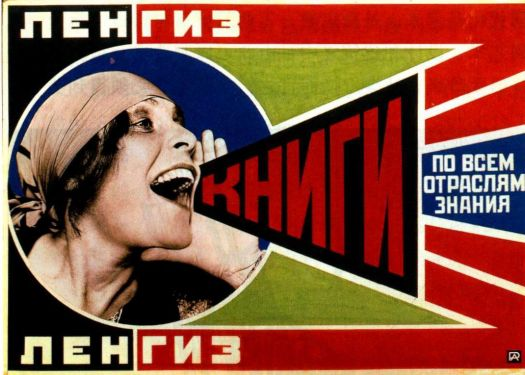 ЛЕНГИЗ
КНИГИ
ПО ВСЕМ
ОТРАСЛЯМ
ЗНАНИЯ
ЛЕНГИЗ